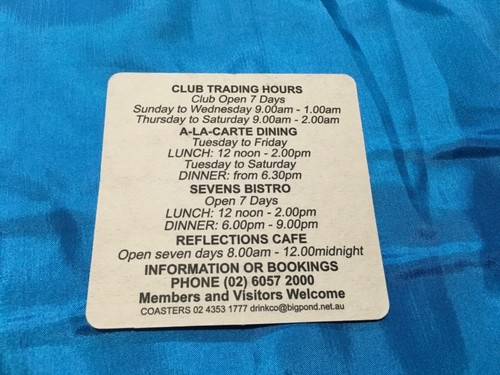 CLUB TRADING HOURS
Club Open 7 Days
Sunday to Wednesday 9.00am - 1.00am
Thursday to Saturday 9.00am - 2.00am
A-LA-CARTE DINING
Tuesday to Friday
LUNCH: 12 noon - 2.00pm
Tuesday to Saturday
DINNER: from 6.30pm
SEVENS BISTRO
Open 7 Days
LUNCH: 12 noon - 2.00pm
DINNER: 6.00pm - 9.00pm
REFLECTIONS CAFE
Open seven days 8.00am - 12.00midnight
INFORMATION OR BOOKINGS
PHONE (02) 6057 2000
Members and Visitors Welcome
COASTERS 02 4353 1777 drinkco@bigpond.net.au